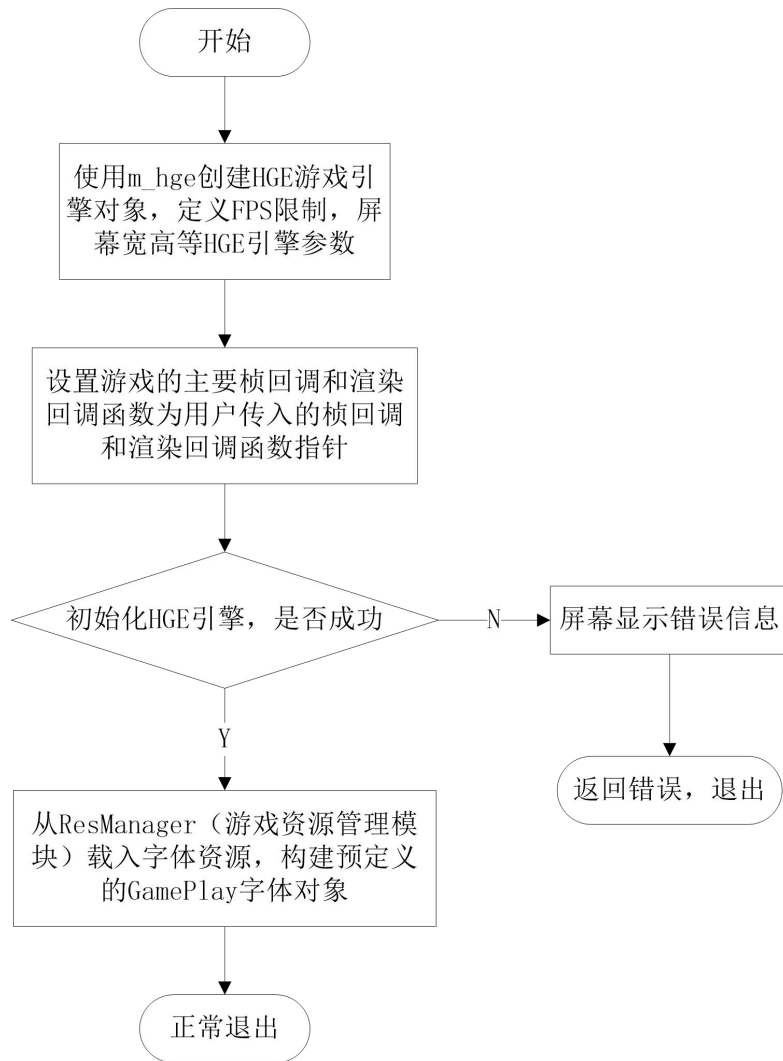 开始
使用m_hge创建HGE游戏引
擎对象，定义FPS限制，屏
幕宽高等HGE引擎参数
设置游戏的主要桢回调和渲染
回调函数为用户传入的桢回调
和渲染回调函数指针
初始化HGE引擎，是否成功
N
屏幕显示错误信息
Y
返回错误，退出
从ResManager（游戏资源管理模
块）载入字体资源，构建预定义
的GamePlay字体对象
正常退出